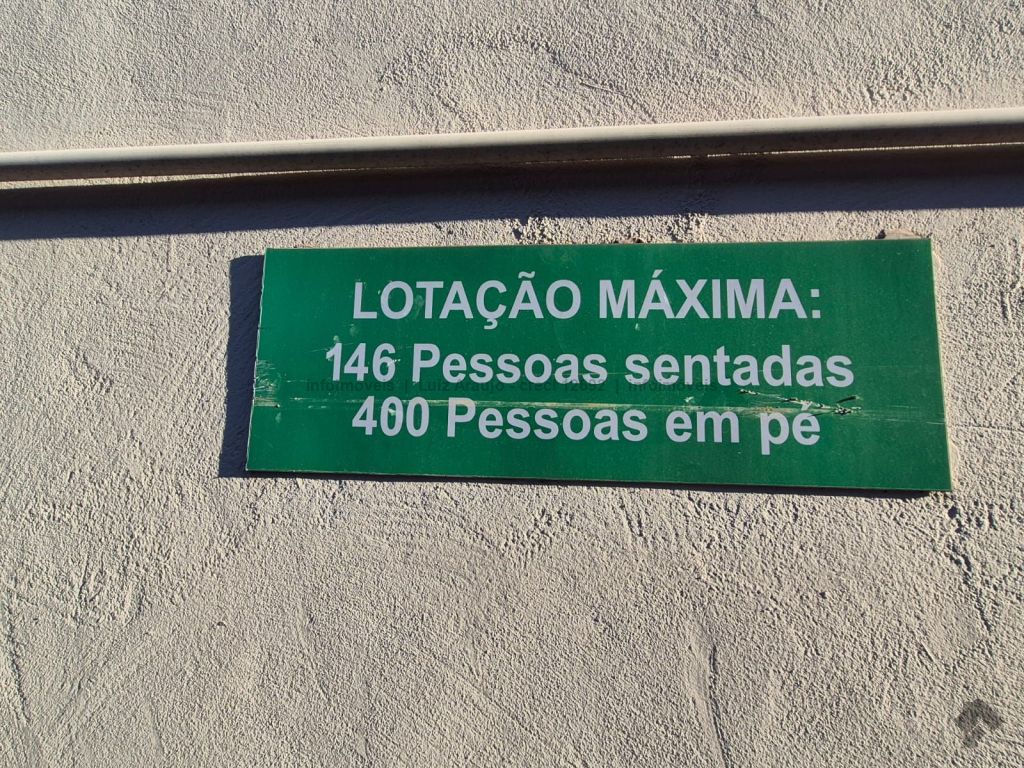 LOTAÇÃO MÁXIMA:
146 Pessoas sentadas
400 Pessoas em pé